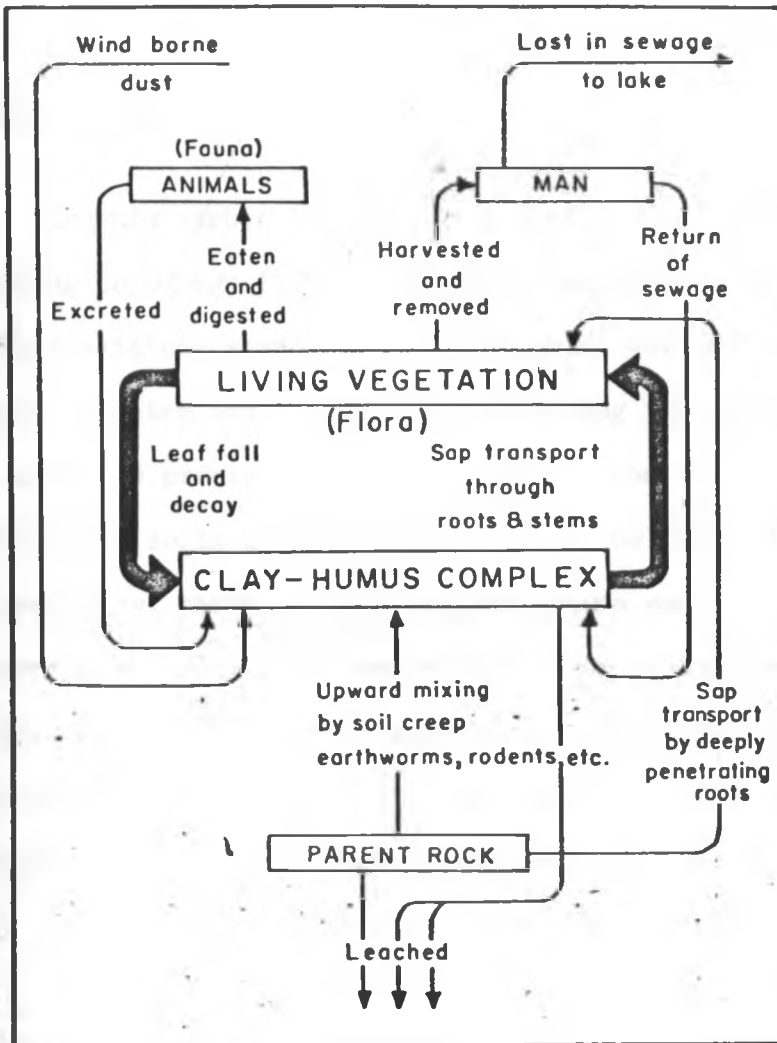 Wind borne
dust
Lost in sewage
to lake
(Fauna)
ANIMALS
MAN
Excreted
Eaten
and
digested
Harvested
and
removed
Return
of
sewage
LIVING VEGETATION
(Flora)
Leaf fall
and
decay
Sap transport
through
roots & stems
CLAY-HUMUS COMPLEX
Upward mixing
by soil creep
earthworms, rodents, etc.
Sap
transport
by deeply
penetrating
roots
PARENT ROCK
Leached